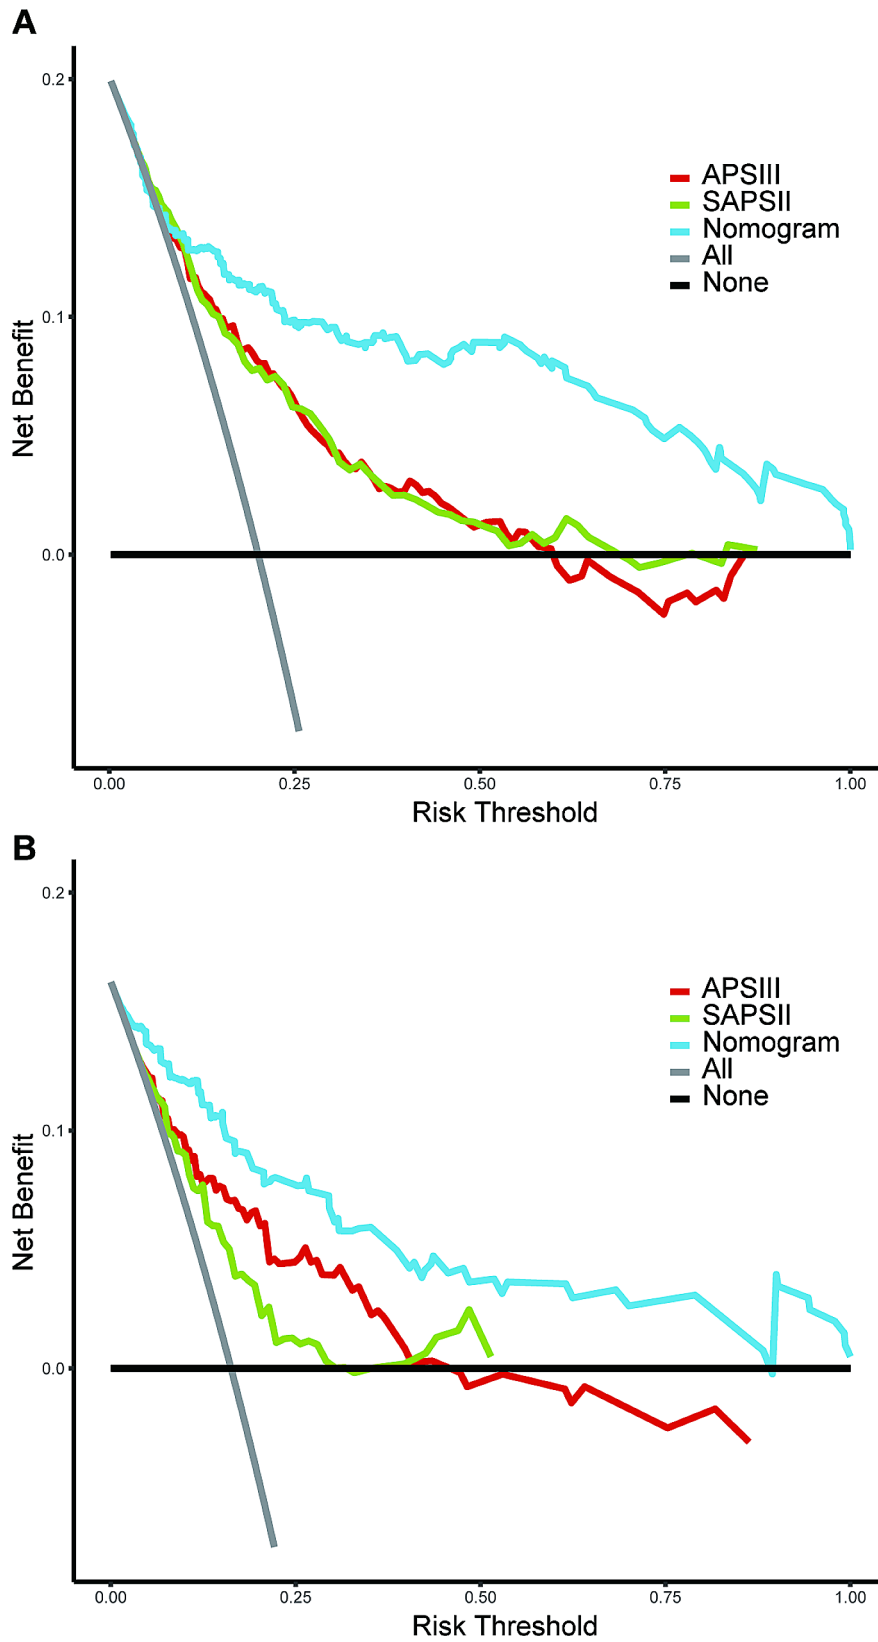 A
0.2
0.1
0.0
Net Benefit
APSIII
SAPSII
Nomogram
All
None
0.00 0.25 0.50 0.75 1.00
Risk Threshold
B
0.2
0.1
0.0
Net Benefit
APSIII
SAPSII
Nomogram
All
None
0.00 0.25 0.50 0.75 1.00
Risk Threshold